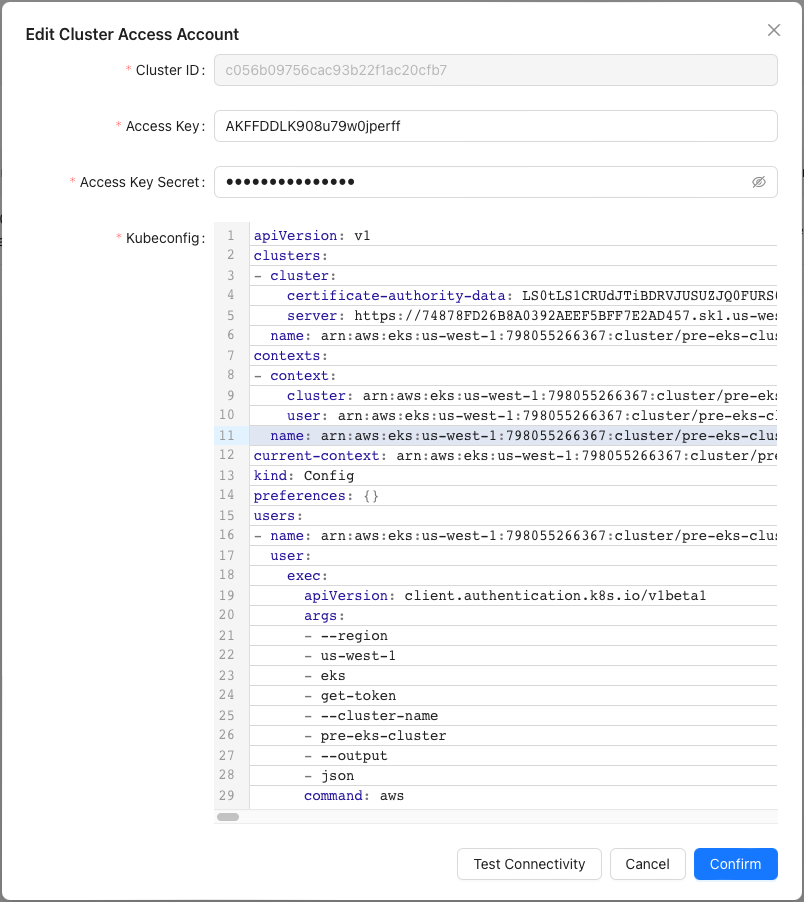 Edit Cluster Access Account
* Cluster ID: c056b09756cac93b22f1ac20cfb7
* Access Key: AKFFDDLK908u79w0jperff
* Access Key Secret: •••••••••••••••
* Kubeconfig:
1 apiVersion: v1
2 clusters:
3 - cluster:
4 certificate-authority-data: LS0tLS1CRUdJTiBDRVJUSUZJQ0FURS
5 server: https://74878FD26B8A0392AEEF5BFF7E2AD457.sk1.us-wes
6 name: arn:aws:eks:us-west-1:798055266367:cluster/pre-eks-clus
7 contexts:
8 - context:
9 cluster: arn:aws:eks:us-west-1:798055266367:cluster/pre-eks
10 user: arn:aws:eks:us-west-1:798055266367:cluster/pre-eks-cl
11 name: arn:aws:eks:us-west-1:798055266367:cluster/pre-eks-clus
12 current-context: arn:aws:eks:us-west-1:798055266367:cluster/pre
13 kind: Config
14 preferences: {}
15 users:
16 - name: arn:aws:eks:us-west-1:798055266367:cluster/pre-eks-clus
17 user:
18 exec:
19 apiVersion: client.authentication.k8s.io/v1beta1
20 args:
21 - --region
22 - us-west-1
23 - eks
24 - get-token
25 - --cluster-name
26 - pre-eks-cluster
27 - --output
28 - json
29 command: aws
Test Connectivity Cancel Confirm